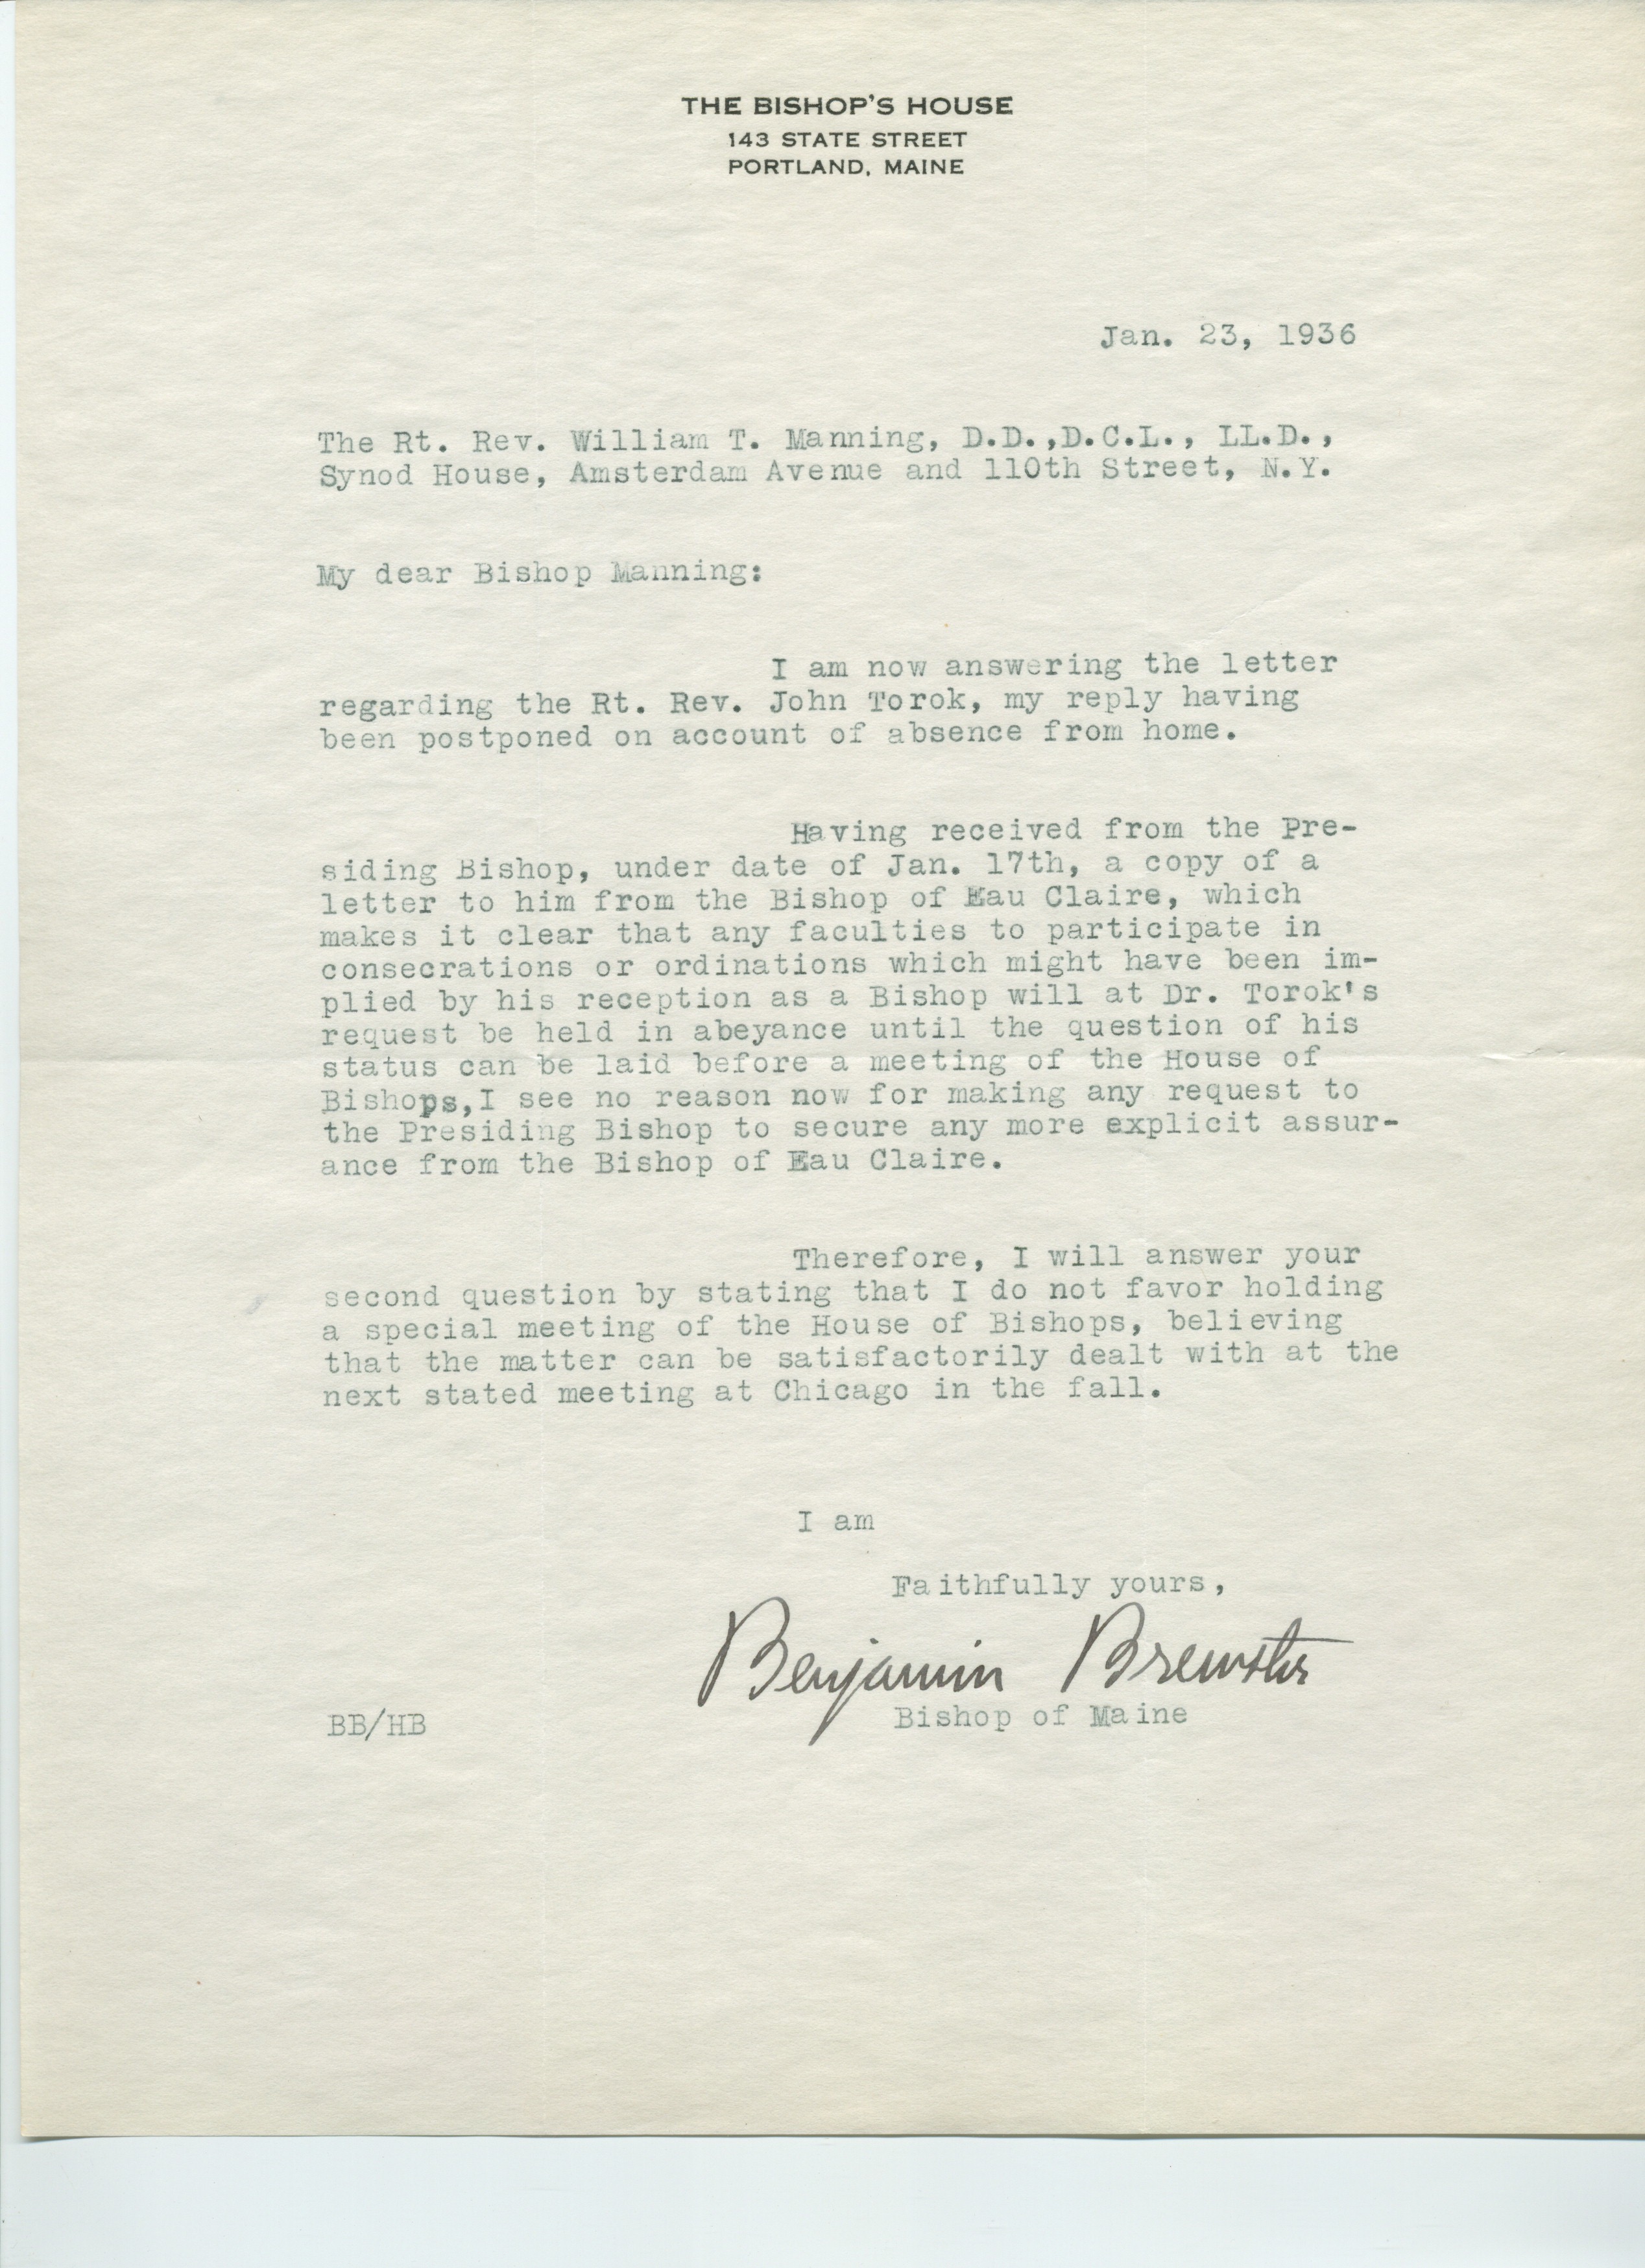 THE BISHOP'S HOUSE
143 STATE STREET
PORTLAND, MAINE
Jan. 23, 1936
The Rt. Rev. William T. Manning, D.D.,D.C.L., LL.D.,
Synod House, Amsterdam Avenue and 110th Street, N.Y.
My dear Bishop Manning:
I am now answering the letter
regarding the Rt. Rev. John Torok, my reply having
been postponed on account of absence from home.
Having received from the Pre-
siding Bishop, under date of Jan. 17th, a copy of a
letter to him from the Bishop of Eau Claire, which
makes it clear that any faculties to participate in
consecrations or ordinations which might have been im-
plied by his reception as a Bishop will at Dr. Torok's
request be held in abeyance until the question of his
status can be laid before a meeting of the House of
Bishops,I see no reason now for making any request to
the Presiding Bishop to secure any more explicit assur-
ance from the Bishop of Eau Claire.
Therefore, I will answer your
second question by stating that I do not favor holding
a special meeting of the House of Bishops, believing
that the matter can be satisfactorily dealt with at the
next stated meeting at Chicago in the fall.
I am
Faithfully yours,
Benjamin Brewster
Bishop of Maine
BB/HB